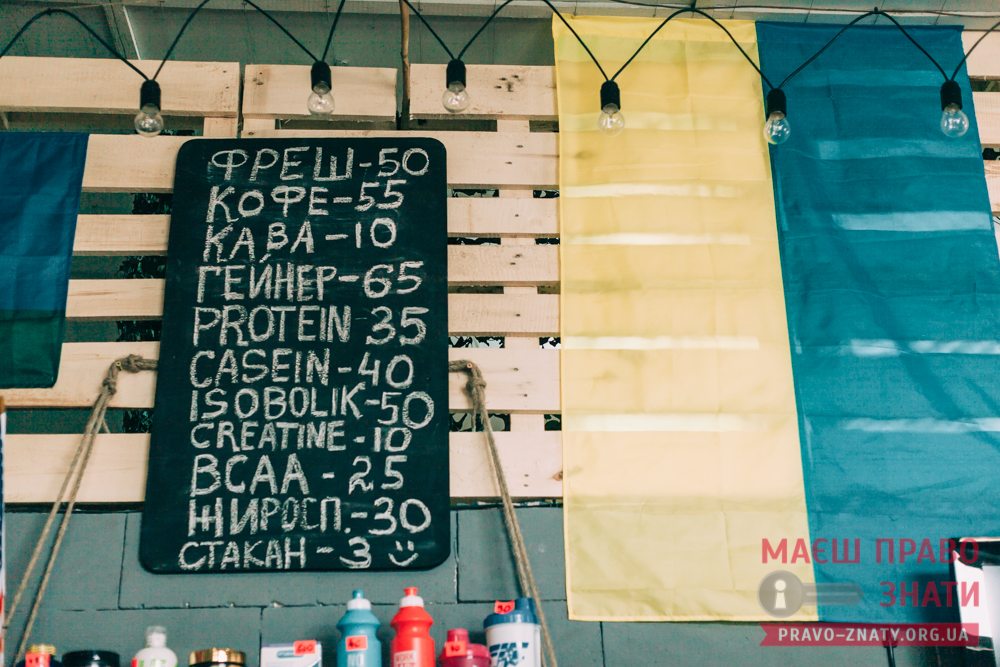 ФРЕШ-50
КОФЕ-55
КАВА-10
ГЕЙНЕР-65
PROTEIN 35
CASEIN-40
ISOBOLIK-50
CREATINE-10
BCAA-25
ЖИРОСП.-30
СТАКАН-3
МАЄШ ПРАВО
ЗНАТИ
PRAVO-ZNATY.ORG.UA